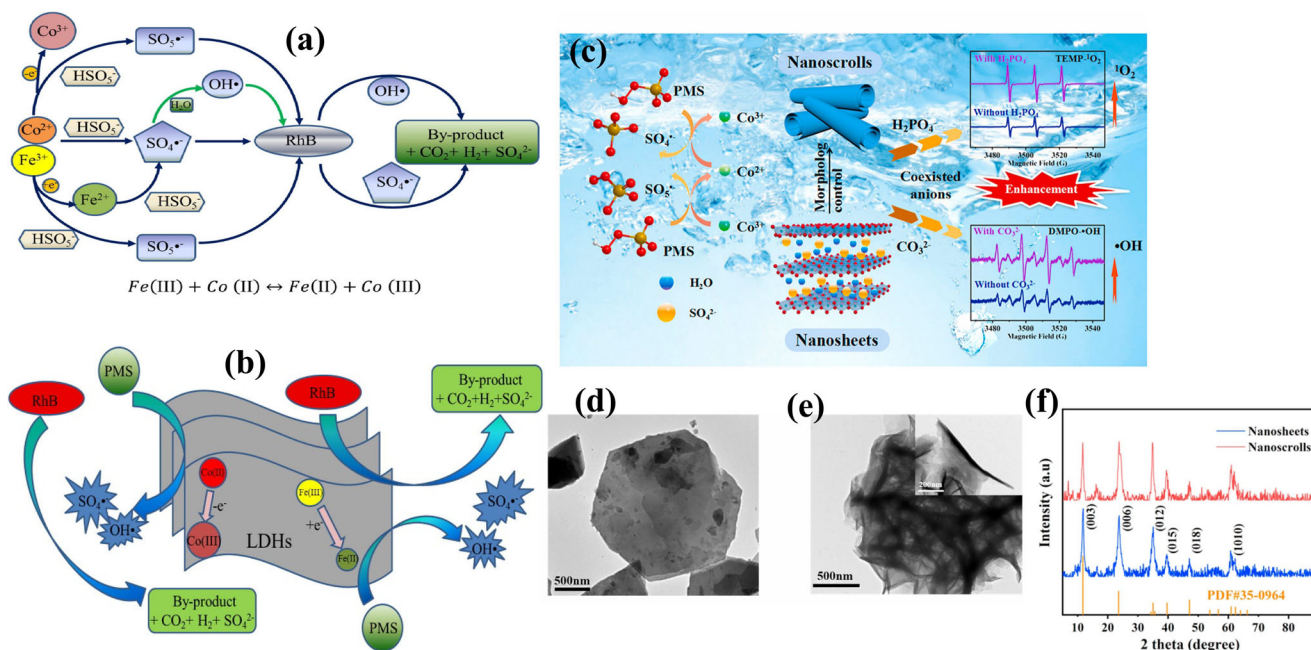 (a)
Co³⁺
-e⁻
HSO₅⁻
SO₅•⁻
OH•
H₂O
Co²⁺
HSO₅⁻
SO₄•⁻
RhB
OH•
By-product
+ CO₂+ H₂+ SO₄²⁻
SO₄•⁻
Fe³⁺
+e⁻
Fe²⁺
HSO₅⁻
HSO₅⁻
SO₅•⁻
Fe(III) + Co (II) ↔ Fe(II) + Co (III)
(b)
PMS
RhB
RhB
By-product
+ CO₂+H₂+SO₄²⁻
SO₄•⁻
OH•
Co(II)
-e⁻
Co(III)
Fe(III)
+e⁻
Fe(II)
LDHs
SO₄•⁻
OH•
By-product
+ CO₂+ H₂+ SO₄²⁻
PMS
(c)
PMS
SO₄•⁻
SO₅•⁻
PMS
Co³⁺
Co²⁺
Co³⁺
H₂O
SO₄²⁻
Nanoscrolls
Morpholog
control
Nanosheets
H₂PO₄⁻
Coexisted
anions
CO₃²⁻
With H₂PO₄⁻
TEMP-¹O₂
Without H₂PO₄⁻
3480 3500 3520 3540
Magnetic Field (G)
¹O₂
Enhancement
With CO₃²⁻
DMPO-•OH
Without CO₃²⁻
3480 3500 3520 3540
Magnetic Field (G)
•OH
(d)
500nm
(e)
200nm
500nm
(f)
Nanosheets
Nanoscrolls
Intensity (a.u)
(003)
(006)
(012)
(015)
(018)
(1010)
PDF#35-0964
10 20 30 40 50 60 70 80
2 theta (degree)